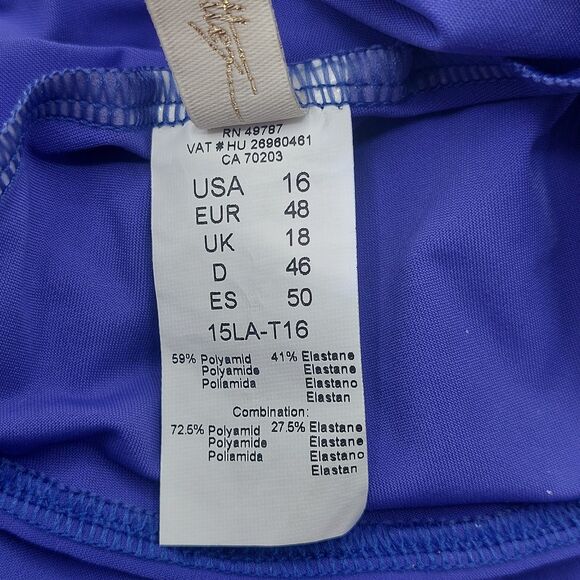 RN 49787
VAT # HU 26960461
CA 70203
USA 16
EUR 48
UK 18
D 46
ES 50
15LA-T16
59% Polyamid 41% Elastane
Polyamide Elastane
Poliamida Elastano
Elastan
Combination:
72.5% Polyamid 27.5% Elastane
Polyamide Elastane
Poliamida Elastano
Elastan